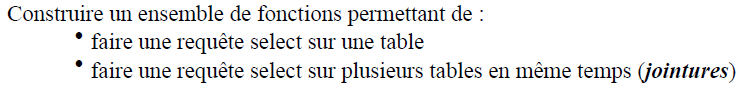 Construire un ensemble de fonctions permettant de :
• faire une requête select sur une table
• faire une requête select sur plusieurs tables en même temps (jointures)